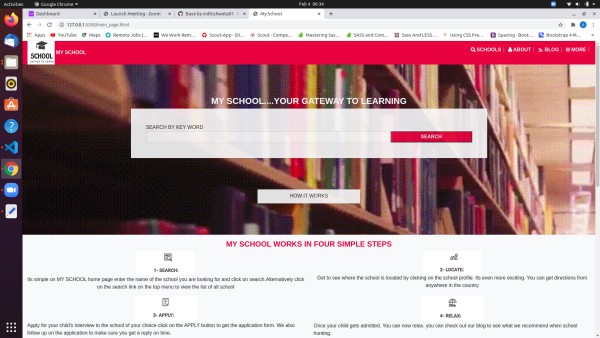 Activities Google Chrome Feb 4 00:34
Dashboard Launch Meeting - Zoom My School
127.0.0.1:5500/main_page.html
Apps YouTube Maps Remote Jobs | We Work Rem... Scout App - Sit... Scout - Compa... Mastering Sas... SASS and Com... Sass And LESS... Using CSS Pre... Spacing - Boot... Bootstrap 4 M...
SCHOOL
MY SCHOOL
SCHOOLS | ABOUT | BLOG MORE |
MY SCHOOL....YOUR GATEWAY TO LEARNING
SEARCH BY KEY WORD
SEARCH
HOW IT WORKS
MY SCHOOL WORKS IN FOUR SIMPLE STEPS
1- SEARCH:
Its simple on MY SCHOOL home page enter the name of the school you are looking for and click on search.Alternatively click
on the search link on the top menu to view the list of all school
2- LOCATE:
Get to see where the school is located by clicking on the school profile. Its even more exciting. You can get directions from
anywhere in the country
3- APPLY:
Apply for your child's interview to the school of your choice click on the APPLY button to get the application form. We also
follow up on the application to make sure you get a reply on time.
4- RELAX:
Once your child gets admitted. You can now relax. you can check out our blog to see what we recommend when school
hunting.